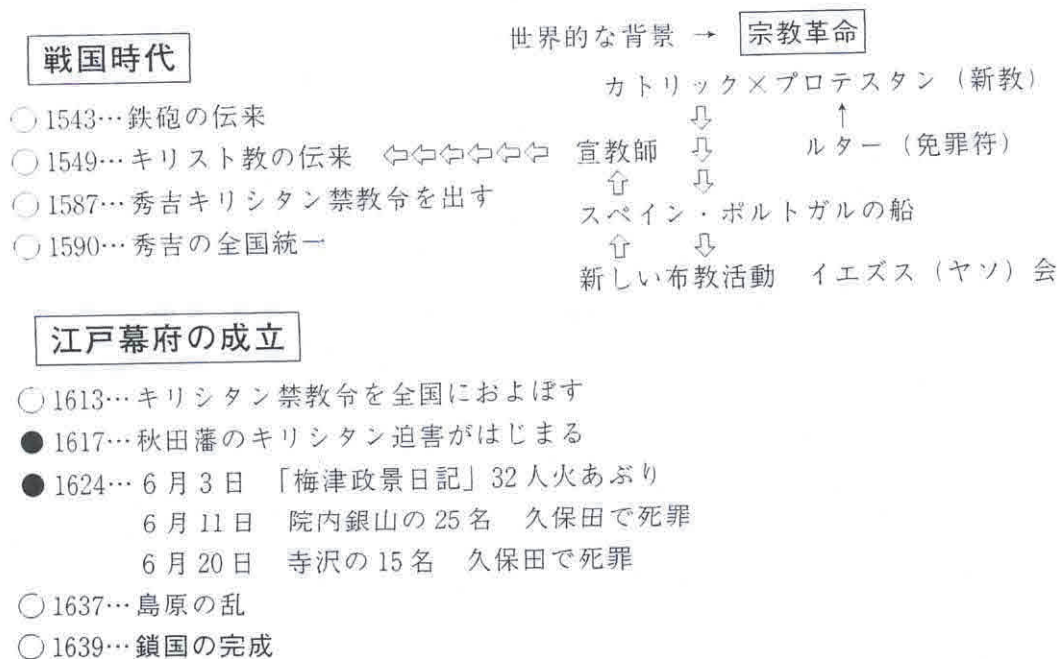 戦国時代
○1543…鉄砲の伝来
○1549…キリスト教の伝来 ⇦⇦⇦⇦⇦⇦ 宣教師
○1587…秀吉キリシタン禁教令を出す
○1590…秀吉の全国統一
世界的な背景 → 宗教革命
カトリック×プロテスタン(新教)
⇩ ↑
⇩ ルター(免罪符)
⇧ ⇩
スペイン・ポルトガルの船
⇧ ⇩
新しい布教活動 イエズス(ヤソ)会
江戸幕府の成立
○1613…キリシタン禁教令を全国におよぼす
●1617…秋田藩のキリシタン迫害がはじまる
●1624…6月3日 「梅津政景日記」32人火あぶり
6月11日 院内銀山の25名 久保田で死罪
6月20日 寺沢の15名 久保田で死罪
○1637…島原の乱
○1639…鎖国の完成